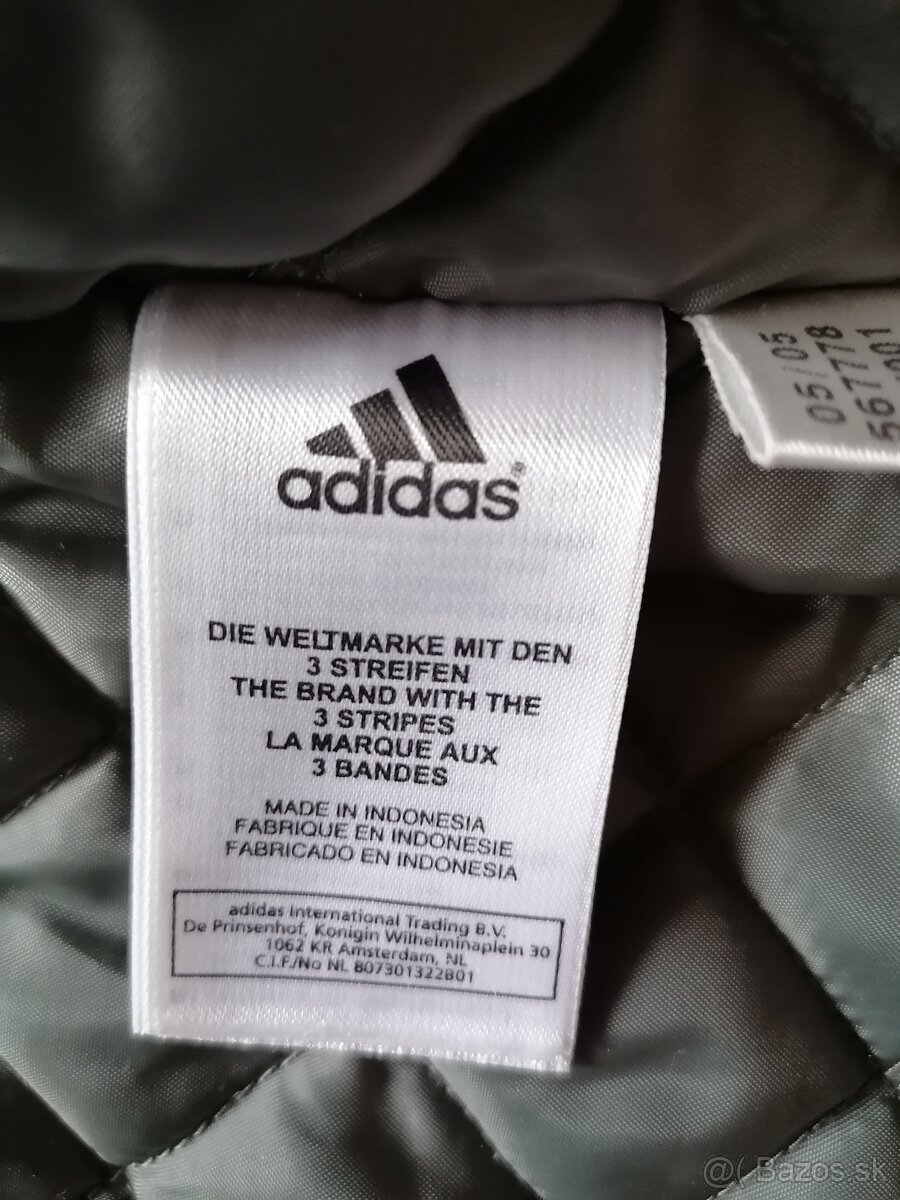 adidas®
DIE WELTMARKE MIT DEN
3 STREIFEN
THE BRAND WITH THE
3 STRIPES
LA MARQUE AUX
3 BANDES
MADE IN INDONESIA
FABRIQUE EN INDONESIE
FABRICADO EN INDONESIA
adidas International Trading B.V.
De Prinsenhof, Konigin Wilhelminaplein 30
1062 KR Amsterdam, NL
C.I.F./No NL 807301322B01
05/05
567778
@( Bazos.sk